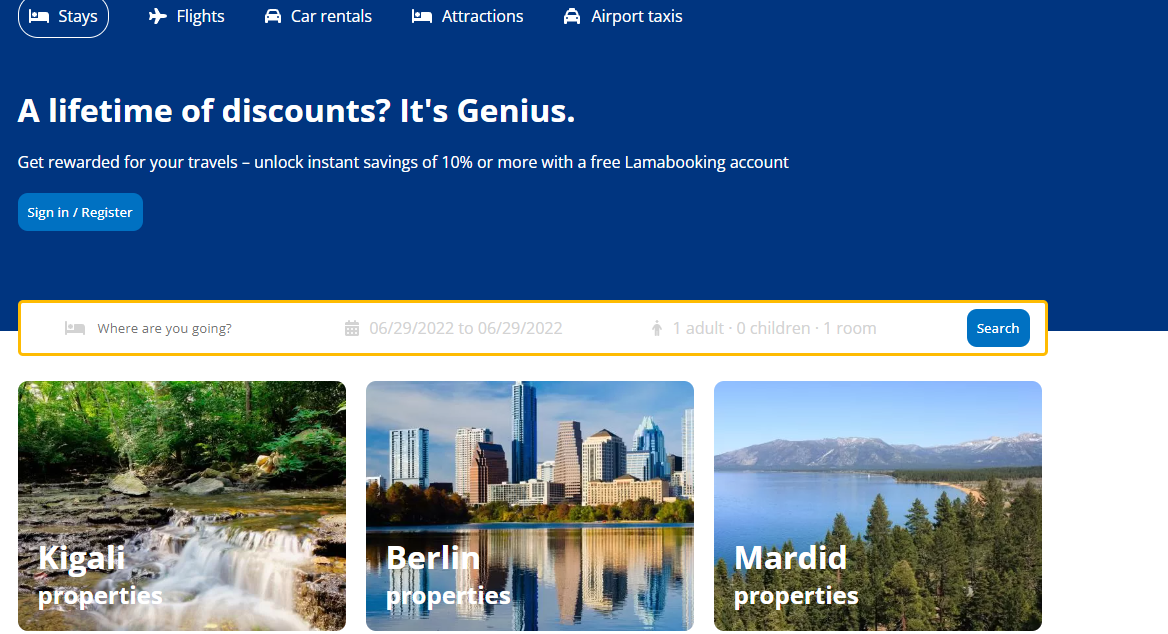 Stays Flights Car rentals Attractions Airport taxis
A lifetime of discounts? It's Genius.
Get rewarded for your travels – unlock instant savings of 10% or more with a free Lamabooking account
Sign in / Register
Where are you going? 06/29/2022 to 06/29/2022 1 adult · 0 children · 1 room Search
Kigali
properties
Berlin
properties
Mardid
properties